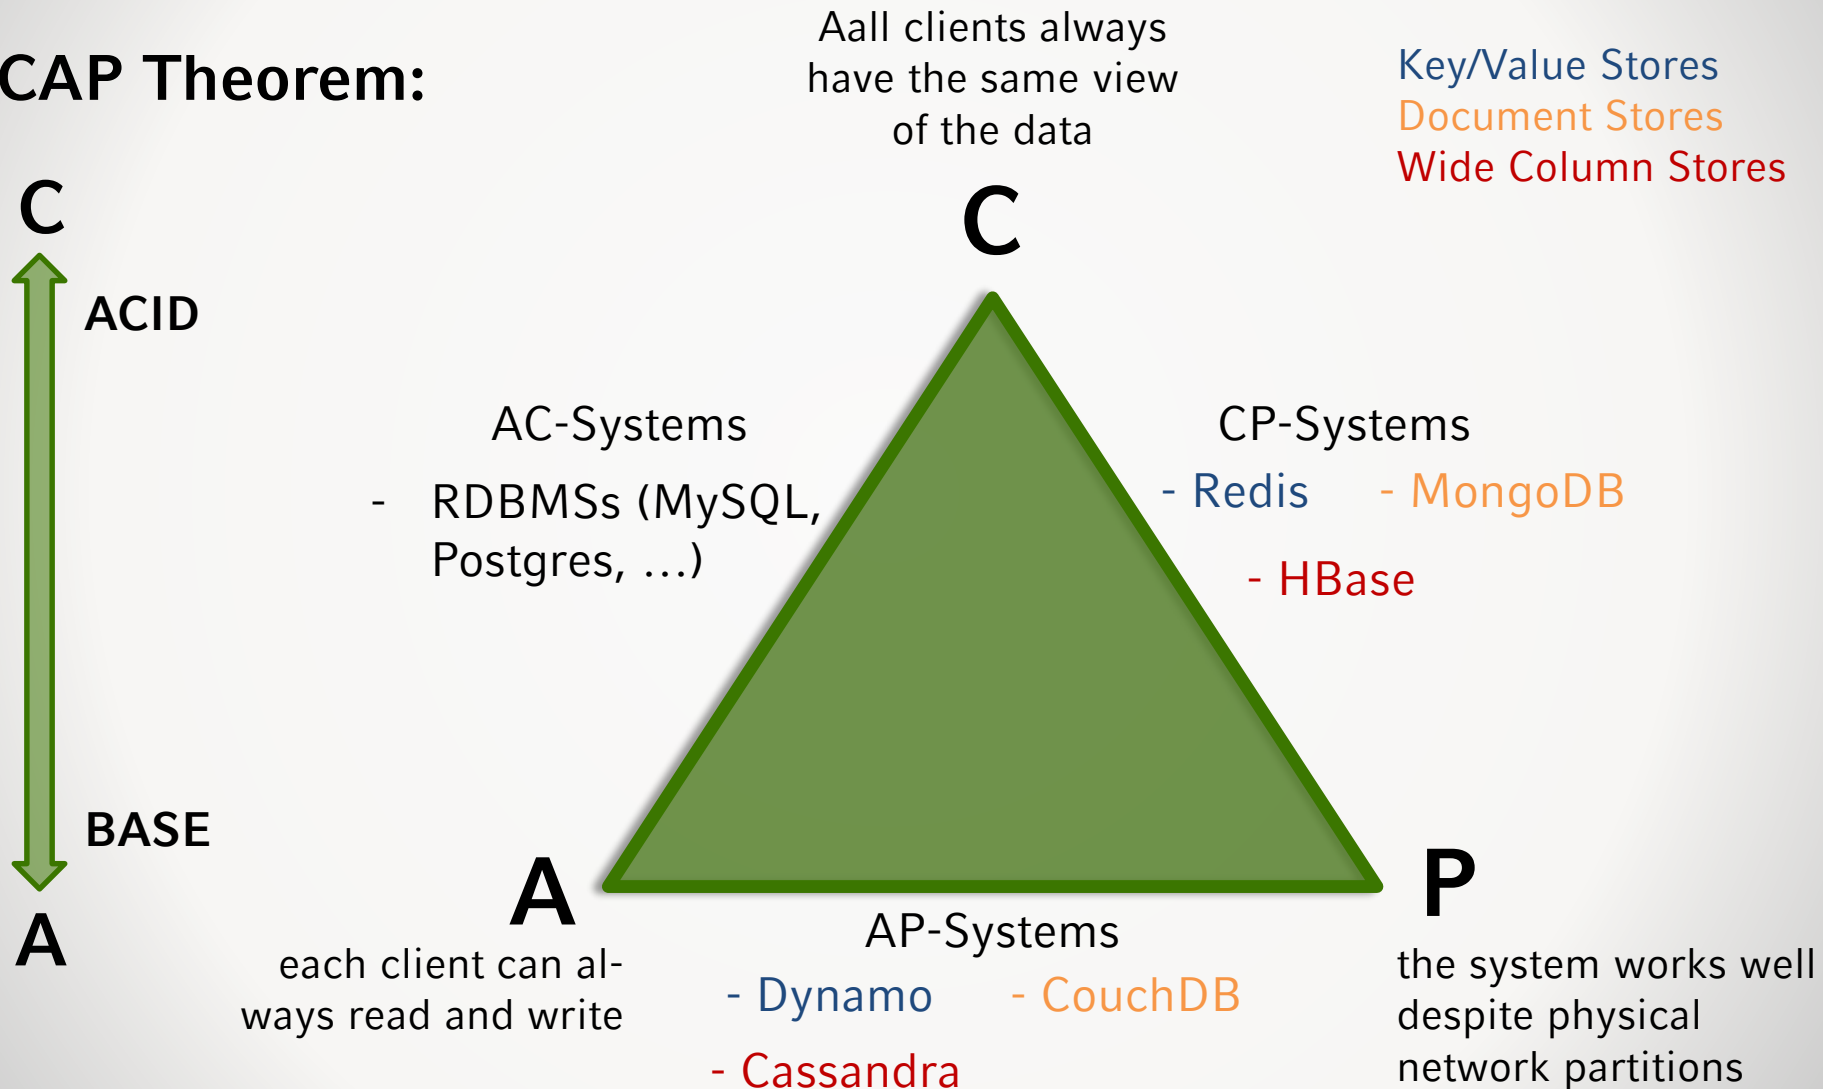 CAP Theorem:
Aall clients always
have the same view
of the data
Key/Value Stores
Document Stores
Wide Column Stores
C
ACID
BASE
A
C
AC-Systems
- RDBMSs (MySQL,
Postgres, ...)
CP-Systems
- Redis - MongoDB
- HBase
A
each client can al-
ways read and write
AP-Systems
- Dynamo - CouchDB
- Cassandra
P
the system works well
despite physical
network partitions